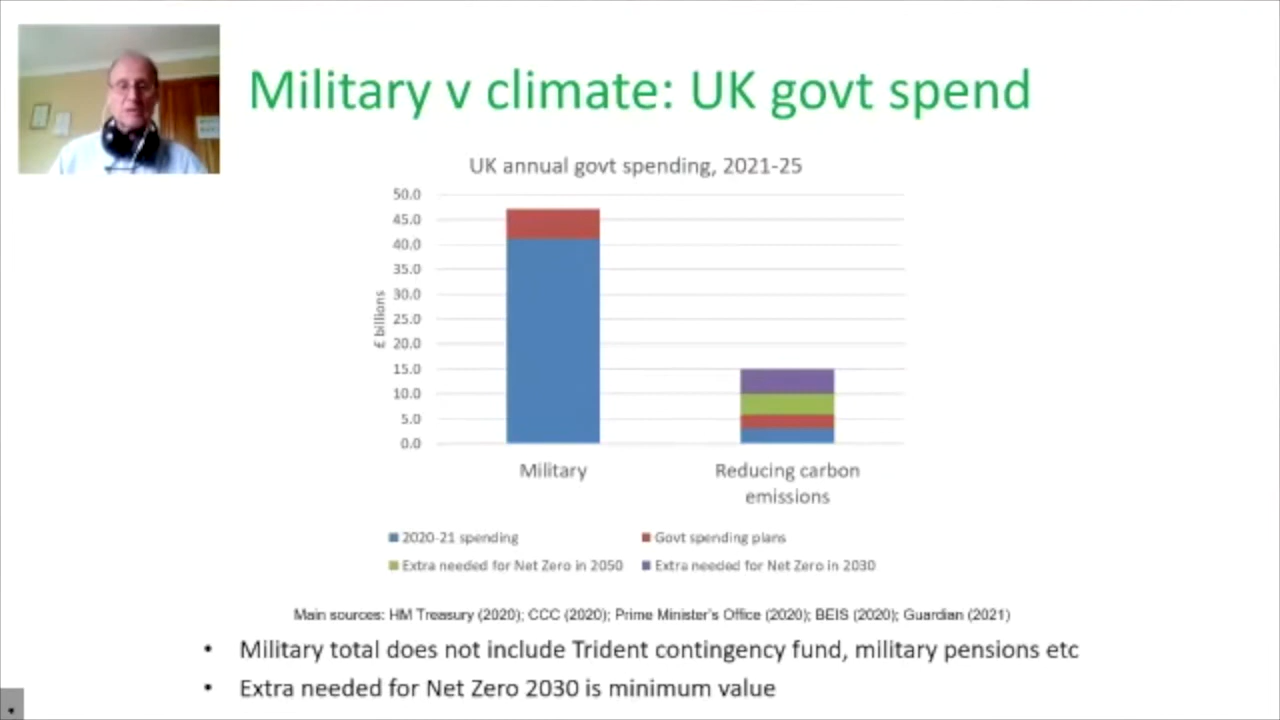 Military v climate: UK govt spend
UK annual govt spending, 2021-25
50.0
45.0
40.0
35.0
30.0
25.0
20.0
15.0
10.0
5.0
0.0
£ billions
Military
Reducing carbon
emissions
2020-21 spending
Govt spending plans
Extra needed for Net Zero in 2050
Extra needed for Net Zero in 2030
Main sources: HM Treasury (2020); CCC (2020); Prime Minister's Office (2020); BEIS (2020); Guardian (2021)
• Military total does not include Trident contingency fund, military pensions etc
• Extra needed for Net Zero 2030 is minimum value